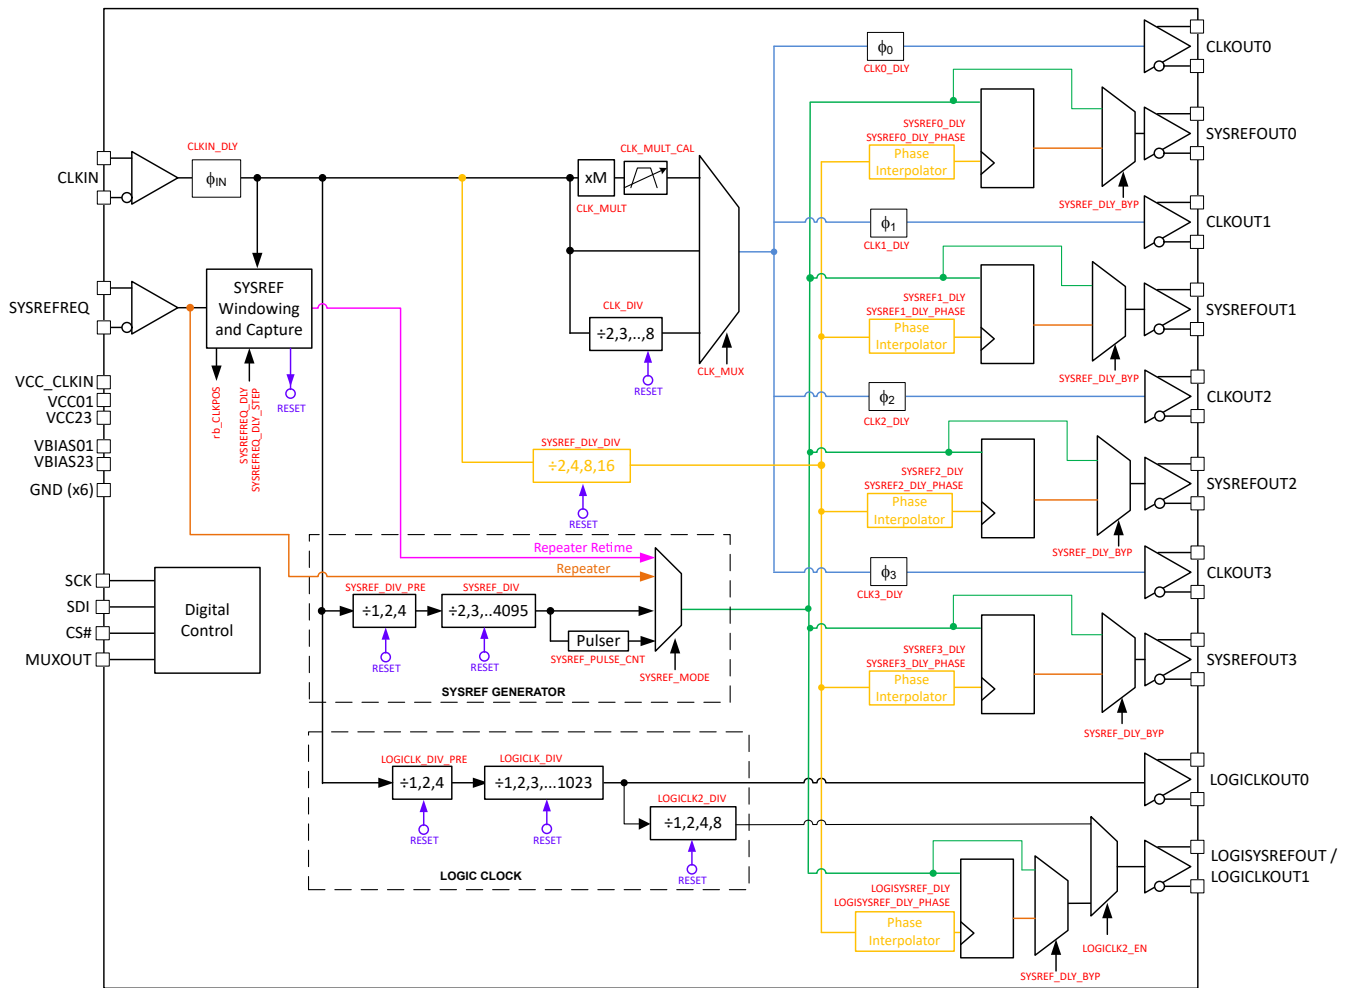 CLKOUT0
ϕ0
CLK0_DLY
SYSREF0_DLY
SYSREF0_DLY_PHASE
Phase
Interpolator
SYSREFOUT0
SYSREF_DLY_BYP
CLKIN
CLKIN_DLY
ϕIN
CLK_MULT_CAL
xM
CLK_MULT
CLKOUT1
ϕ1
CLK1_DLY
SYSREFREQ
SYSREF
Windowing
and Capture
rb_CLKPOS
SYSREFREQ_DLY
SYSREFREQ_DLY_STEP
RESET
CLK_DIV
÷2,3,..,8
RESET
CLK_MUX
SYSREF1_DLY
SYSREF1_DLY_PHASE
Phase
Interpolator
SYSREFOUT1
SYSREF_DLY_BYP
VCC_CLKIN
VCC01
VCC23
VBIAS01
VBIAS23
GND (x6)
ϕ2
CLK2_DLY
CLKOUT2
SYSREF_DLY_DIV
÷2,4,8,16
RESET
SYSREF2_DLY
SYSREF2_DLY_PHASE
Phase
Interpolator
SYSREFOUT2
SYSREF_DLY_BYP
Repeater Retime
Repeater
SYSREF_DIV_PRE
÷1,2,4
RESET
SYSREF_DIV
÷2,3,..4095
RESET
Pulser
SYSREF_PULSE_CNT
SYSREF_MODE
SYSREF GENERATOR
SCK
SDI
CS#
MUXOUT
Digital
Control
ϕ3
CLK3_DLY
CLKOUT3
SYSREF3_DLY
SYSREF3_DLY_PHASE
Phase
Interpolator
SYSREFOUT3
SYSREF_DLY_BYP
LOGICLK_DIV_PRE
÷1,2,4
RESET
LOGICLK_DIV
÷1,2,3,...1023
RESET
LOGICLK2_DIV
÷1,2,4,8
RESET
LOGIC CLOCK
LOGICLKOUT0
LOGISYSREF_DLY
LOGISYSREF_DLY_PHASE
Phase
Interpolator
SYSREF_DLY_BYP
LOGICLK2_EN
LOGISYSREFOUT /
LOGICLKOUT1